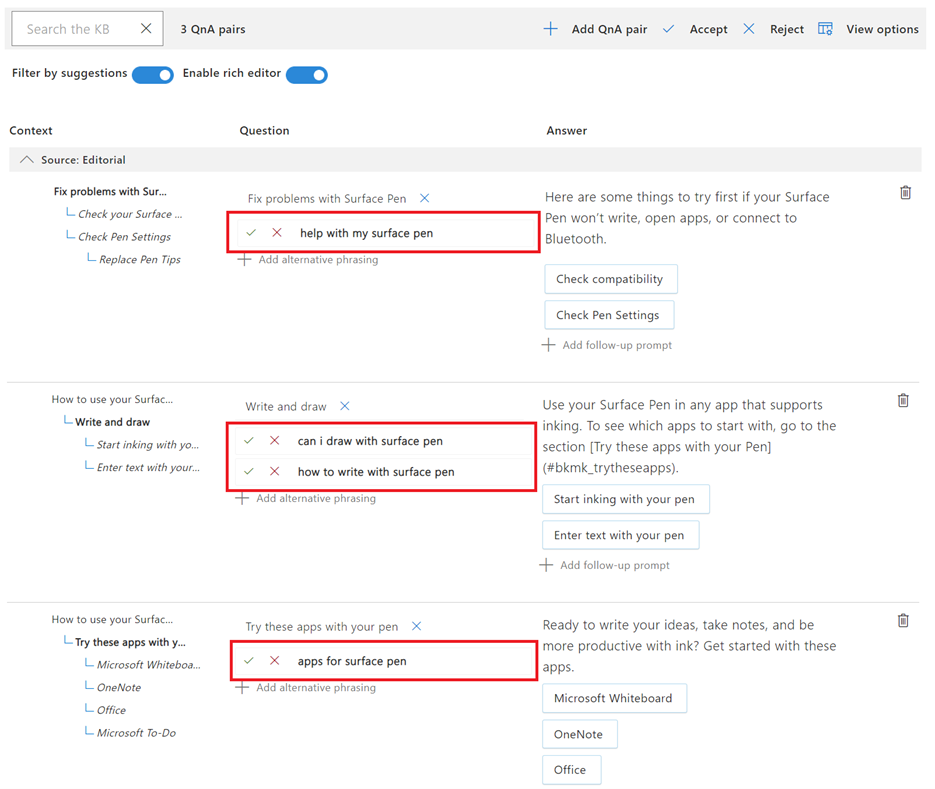 Search the KB
3 QnA pairs
Add QnA pair
Accept
Reject
View options
Filter by suggestions
Enable rich editor
Context
Question
Answer
Source: Editorial
Fix problems with Sur...
Check your Surface ...
Check Pen Settings
Replace Pen Tips
Fix problems with Surface Pen
help with my surface pen
Add alternative phrasing
Here are some things to try first if your Surface
Pen won't write, open apps, or connect to
Bluetooth.
Check compatibility
Check Pen Settings
Add follow-up prompt
How to use your Surfac...
Write and draw
Start inking with yo...
Enter text with your...
Write and draw
can i draw with surface pen
how to write with surface pen
Add alternative phrasing
Use your Surface Pen in any app that supports
inking. To see which apps to start with, go to the
section [Try these apps with your Pen]
(#bkmk_trytheseapps).
Start inking with your pen
Enter text with your pen
Add follow-up prompt
How to use your Surfac...
Try these apps with y...
Microsoft Whiteboa...
OneNote
Office
Microsoft To-Do
Try these apps with your pen
apps for surface pen
Add alternative phrasing
Ready to write your ideas, take notes, and be
more productive with ink? Get started with these
apps.
Microsoft Whiteboard
OneNote
Office